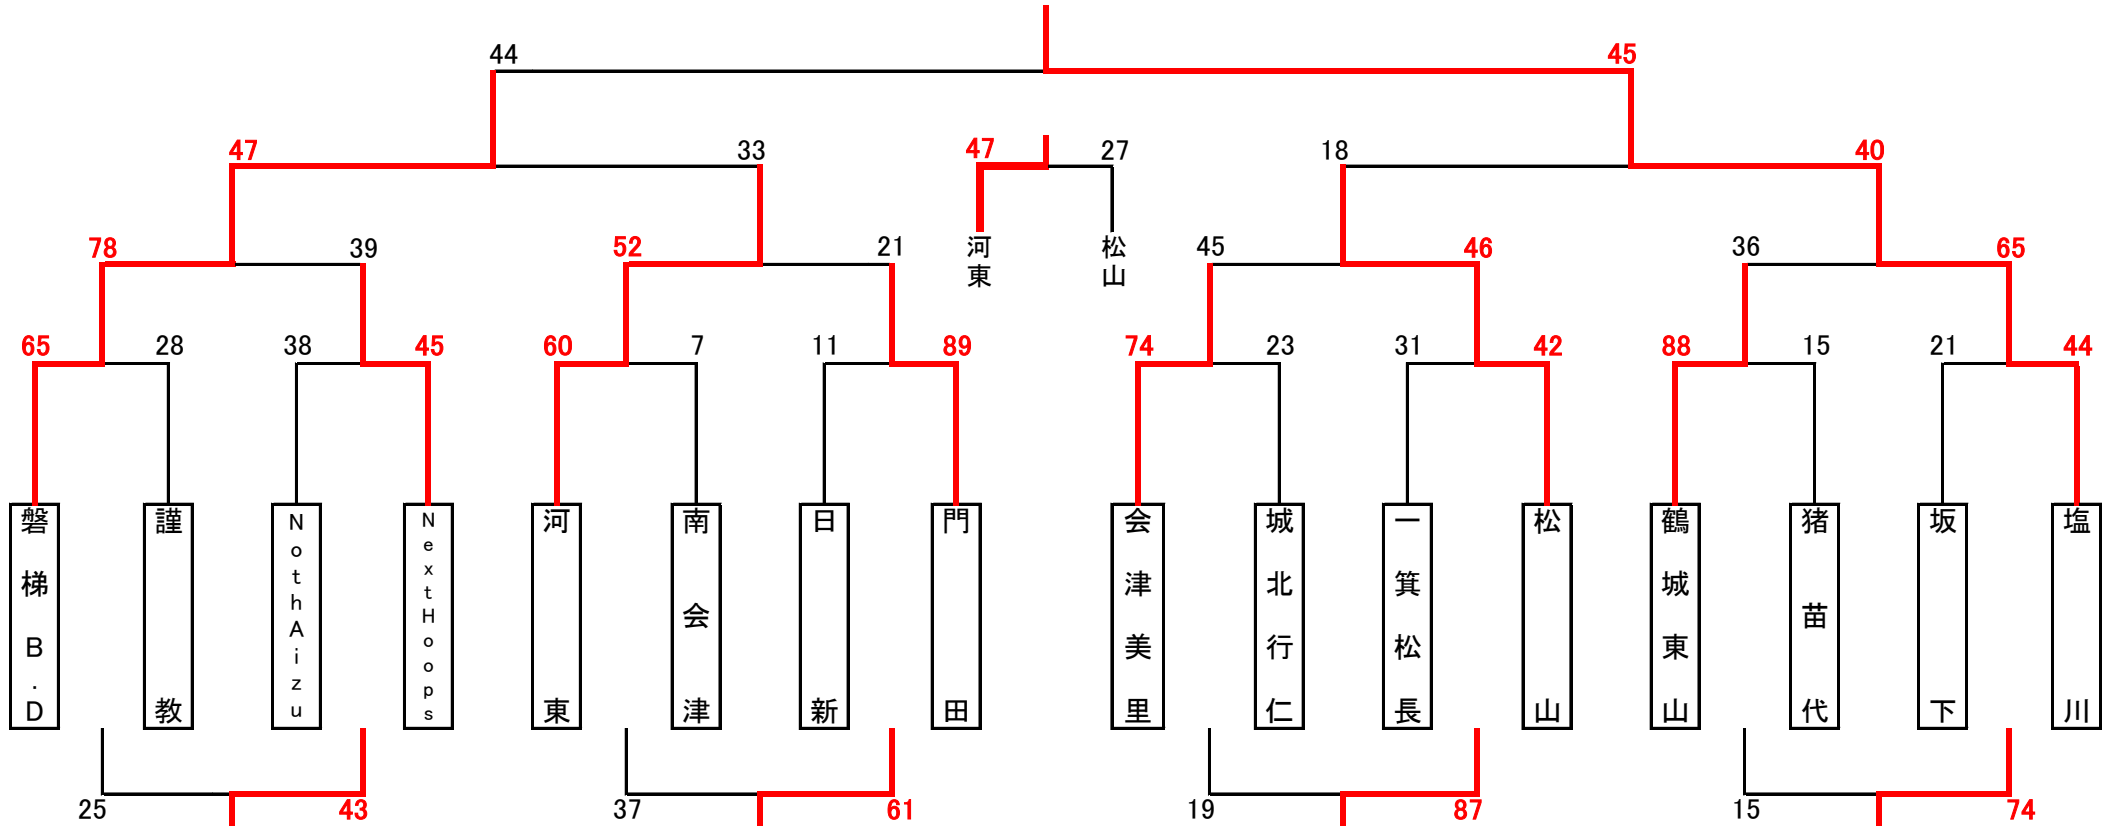 44 45
47 33 47 27 18 40
78 39 52 21 河東 松山 45 46 36 65
65 28 38 45 60 7 11 89 74 23 31 42 88 15 21 44
磐梯B.D
謹教
NothAizu
NextHoops
河東
南会津
日新
門田
会津美里
城北行仁
一箕松長
松山
鶴城東山
猪苗代
坂下
塩川
25 43 37 61 19 87 15 74